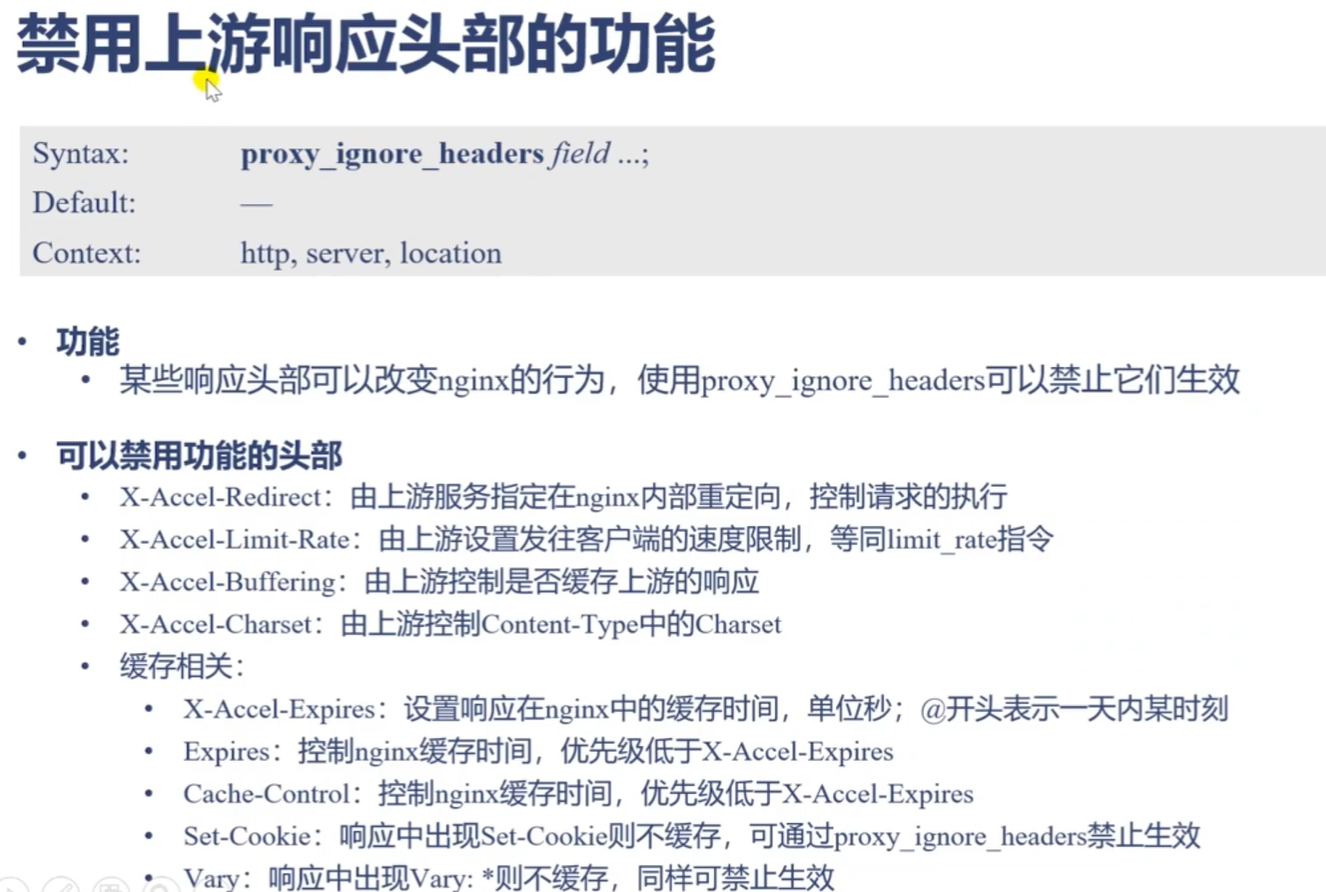 禁用上游响应头部的功能
Syntax: proxy_ignore_headers field ...;
Default: —
Context: http, server, location
• 功能
• 某些响应头部可以改变nginx的行为，使用proxy_ignore_headers可以禁止它们生效
• 可以禁用功能的头部
• X-Accel-Redirect：由上游服务指定在nginx内部重定向，控制请求的执行
• X-Accel-Limit-Rate：由上游设置发往客户端的速度限制，等同limit_rate指令
• X-Accel-Buffering：由上游控制是否缓存上游的响应
• X-Accel-Charset：由上游控制Content-Type中的Charset
• 缓存相关：
• X-Accel-Expires：设置响应在nginx中的缓存时间，单位秒；@开头表示一天内某时刻
• Expires：控制nginx缓存时间，优先级低于X-Accel-Expires
• Cache-Control：控制nginx缓存时间，优先级低于X-Accel-Expires
• Set-Cookie：响应中出现Set-Cookie则不缓存，可通过proxy_ignore_headers禁止生效
• Vary：响应中出现Vary: *则不缓存，同样可禁止生效